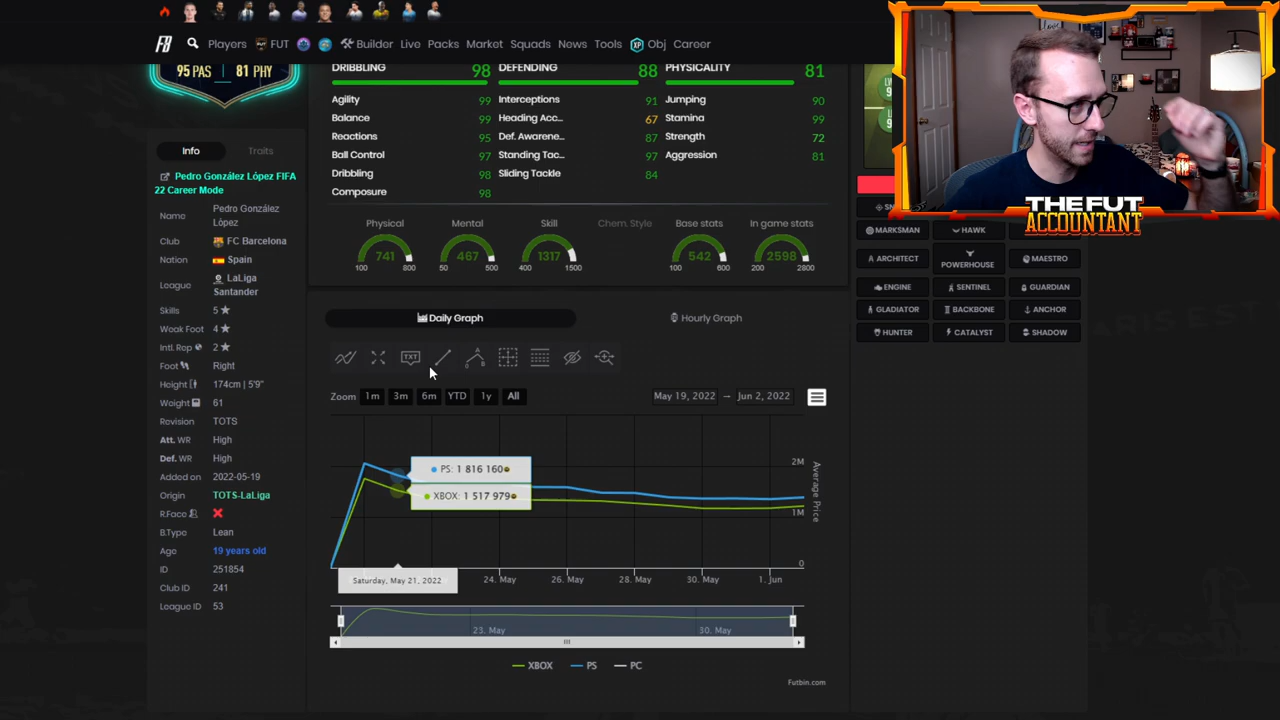 FB Players FUT Builder Live Packs Market Squads News Tools XP Obj Career
95 PAS 81 PHY
DRIBBLING 98 DEFENDING 88 PHYSICALITY 81
Agility 99 Interceptions 91 Jumping 90
Balance 99 Heading Acc... 67 Stamina 99
Reactions 95 Def. Awarene... 87 Strength 72
Ball Control 97 Standing Tac... 97 Aggression 81
Dribbling 98 Sliding Tackle 84
Composure 98
Physical Mental Skill Chem. Style Base stats In game stats
741 467 1317 542 2598
100 800 50 500 400 1500 100 600 200 2800
Info Traits
Pedro González López FIFA
22 Career Mode
Name Pedro González
López
Club FC Barcelona
Nation Spain
League LaLiga
Santander
Skills 5
Weak Foot 4
Intl. Rep 2
Foot Right
Height 174cm | 5'9"
Weight 61
Revision TOTS
Att. WR High
Def. WR High
Added on 2022-05-19
Origin TOTS-LaLiga
R.Face
B.Type Lean
Age 19 years old
ID 251854
Club ID 241
League ID 53
Daily Graph Hourly Graph
TXT
Zoom 1m 3m 6m YTD 1y All May 19, 2022 → Jun 2, 2022
PS: 1 816 160
XBOX: 1 517 979
2M
1M
0
Average Price
Saturday, May 21, 2022 24. May 26. May 28. May 30. May 1. Jun
23. May 30. May
XBOX PS PC
Futbin.com
THE FUT
ACCOUNTANT
MARKSMAN HAWK
ARCHITECT POWERHOUSE MAESTRO
ENGINE SENTINEL GUARDIAN
GLADIATOR BACKBONE ANCHOR
HUNTER CATALYST SHADOW